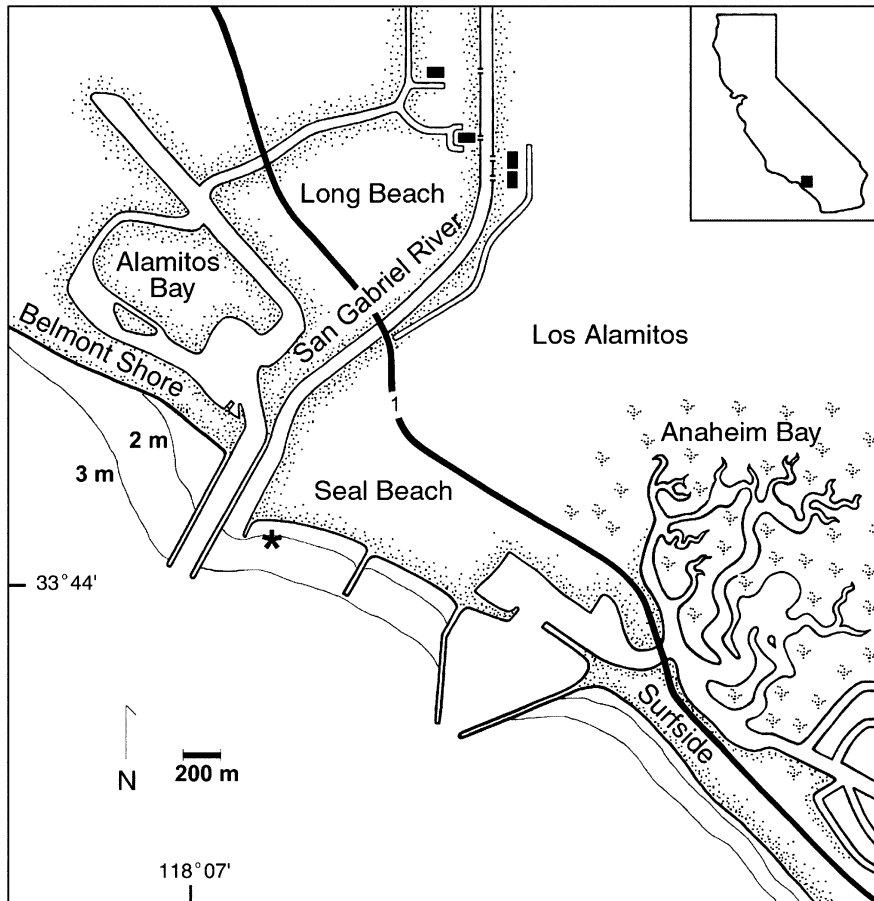 Long Beach
Alamitos
Bay
San Gabriel River
Belmont Shore
Los Alamitos
1
2 m
3 m
Anaheim Bay
Seal Beach
*
33°44'
Surfside
N
200 m
118°07'